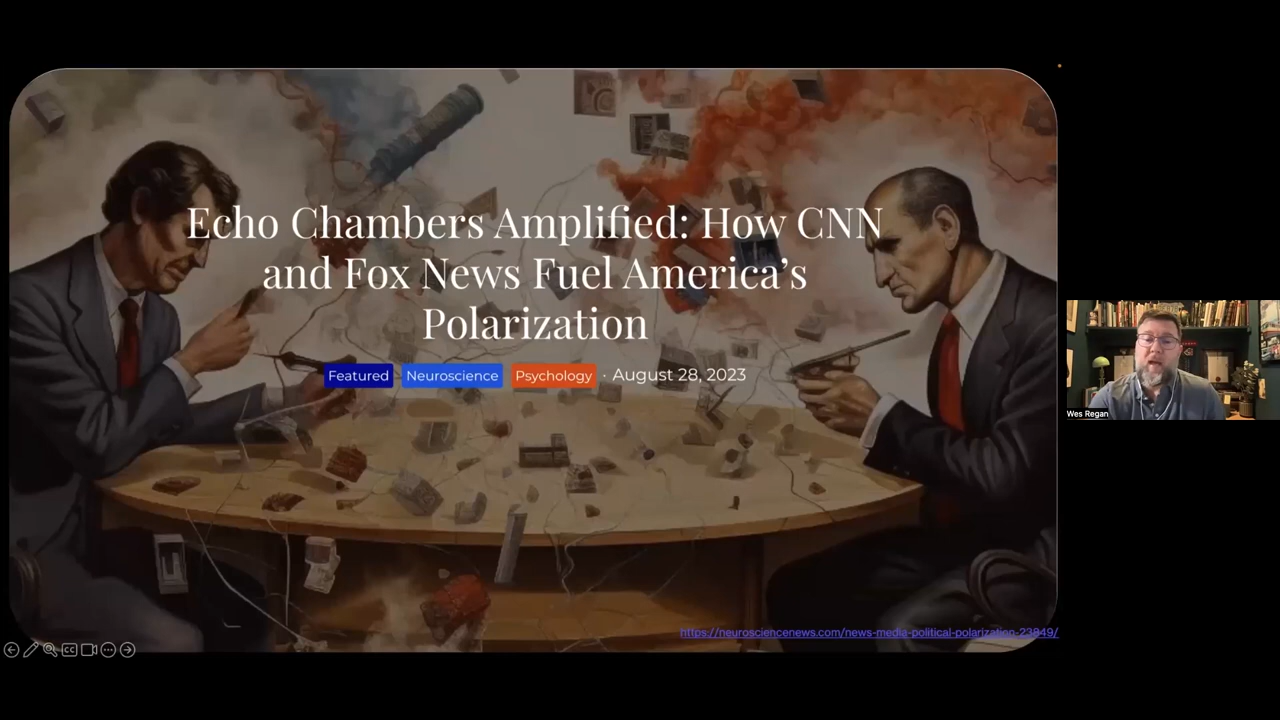 Echo Chambers Amplified: How CNN
and Fox News Fuel America's
Polarization
Featured Neuroscience Psychology · August 28, 2023
https://neurosciencenews.com/news-media-political-polarization-23849/
CC
Wes Regan